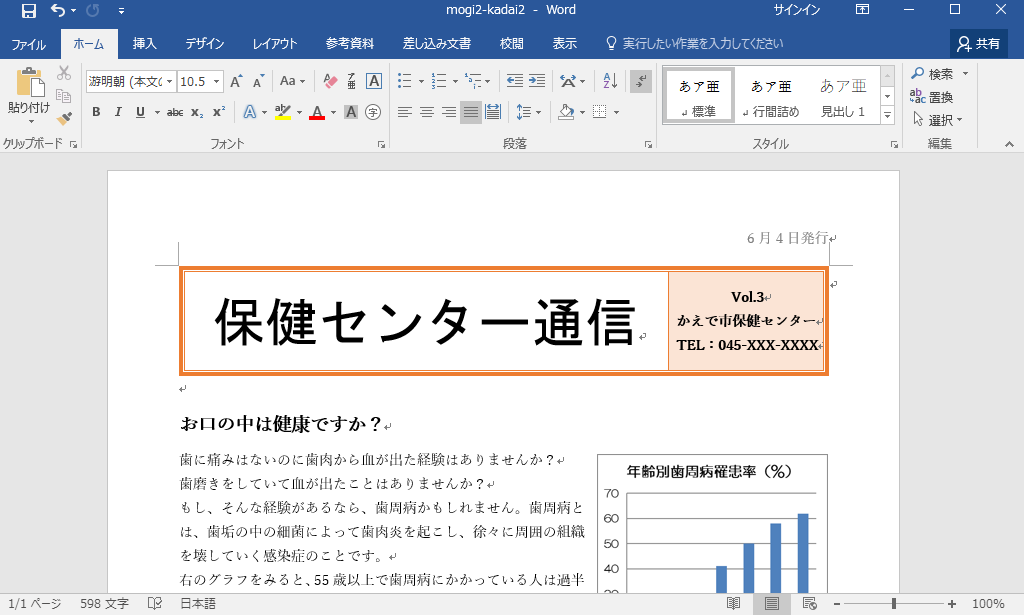 mogi2-kadai2 - Word
サインイン
ファイル ホーム 挿入 デザイン レイアウト 参考資料 差し込み文書 校閲 表示 実行したい作業を入力してください 共有
貼り付け
游明朝 (本文の 10.5 A A Aa 亜 A
B I U abc X₂ X² A aby A A 字
あア亜 あア亜 あア亜
標準 行間詰め 見出し 1
検索
置換
選択
クリップボード フォント 段落 スタイル 編集
6 月 4 日発行
保健センター通信
Vol.3
かえで市保健センター
TEL：045-XXX-XXXX
お口の中は健康ですか？
歯に痛みはないのに歯肉から血が出た経験はありませんか？
歯磨きをしていて血が出たことはありませんか？
もし、そんな経験があるなら、歯周病かもしれません。歯周病と
は、歯垢の中の細菌によって歯肉炎を起こし、徐々に周囲の組織
を壊していく感染症のことです。
右のグラフをみると、55 歳以上で歯周病にかかっている人は過半
年齢別歯周病罹患率（%）
70
60
50
40
30
1/1 ページ 598 文字 日本語 100%